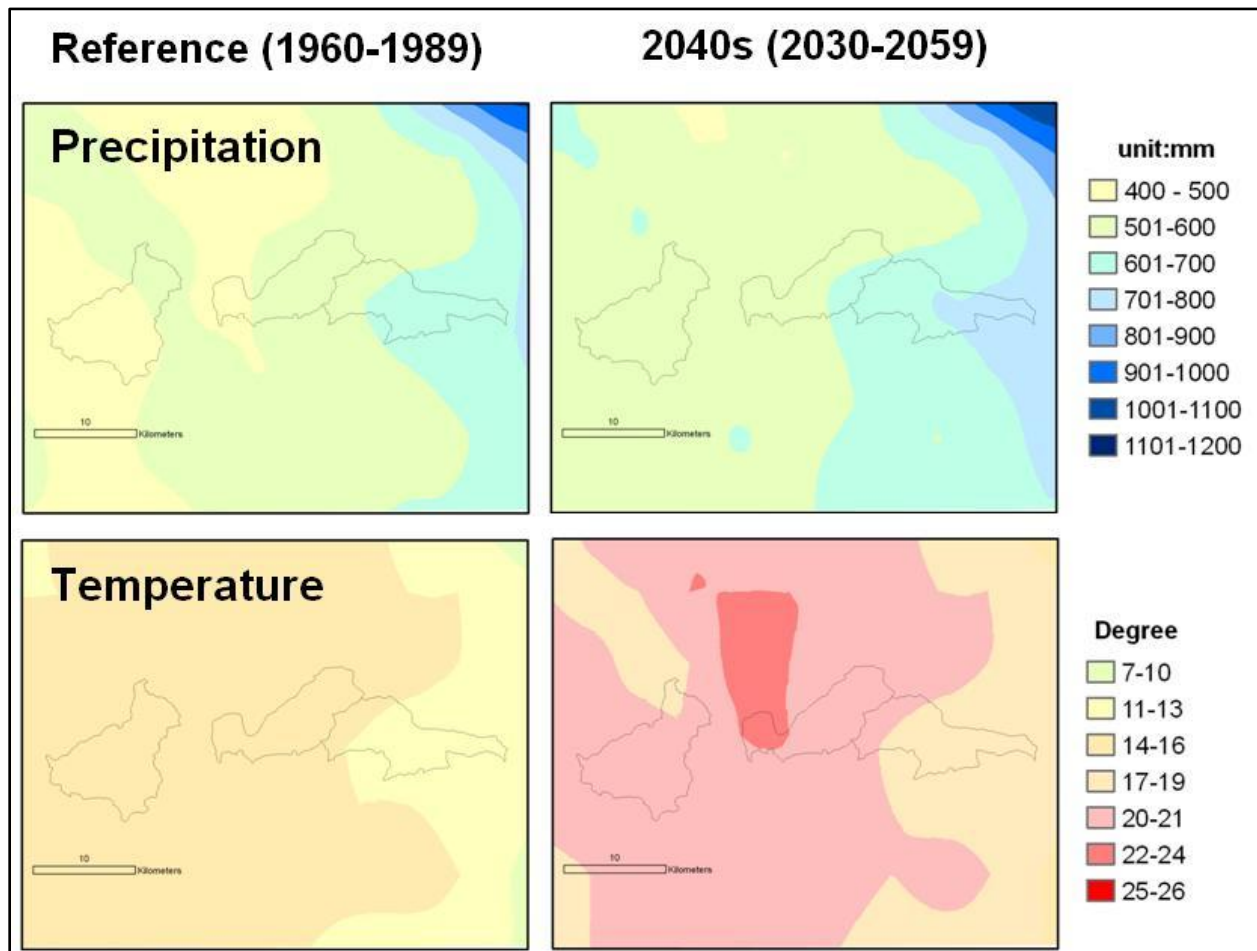 Reference (1960-1989)
2040s (2030-2059)
Precipitation
10
Kilometers
10
Kilometers
unit:mm
400 - 500
501-600
601-700
701-800
801-900
901-1000
1001-1100
1101-1200
Temperature
10
Kilometers
10
Kilometers
Degree
7-10
11-13
14-16
17-19
20-21
22-24
25-26